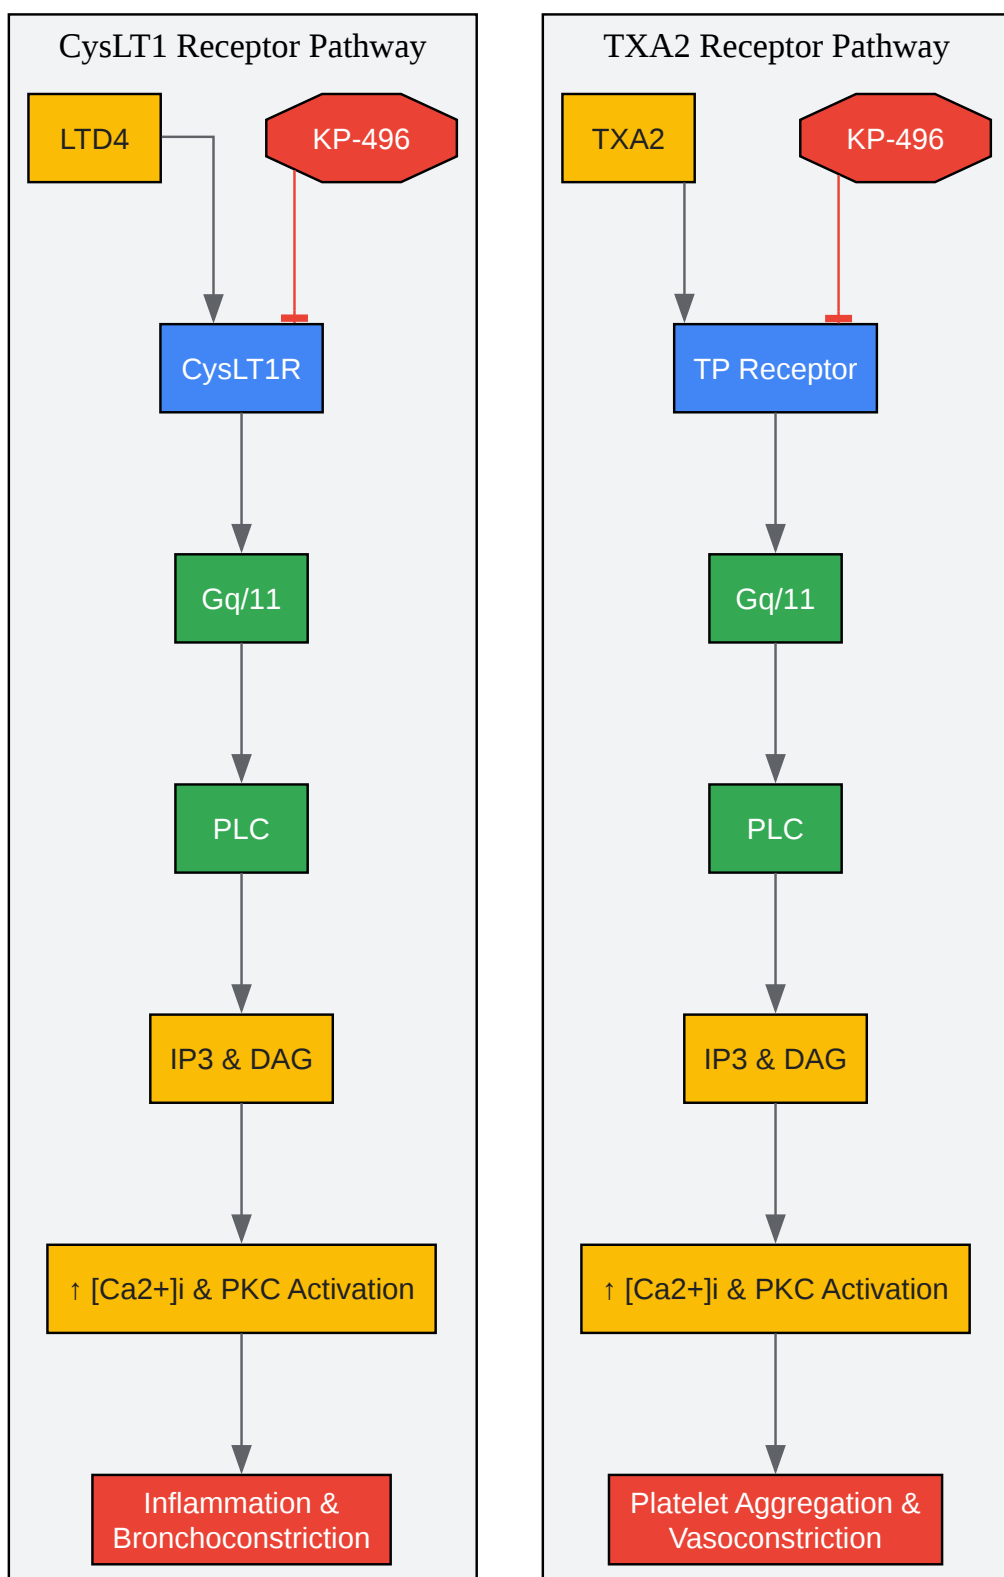 CysLT1 Receptor Pathway
LTD4
KP-496
CysLT1R
Gq/11
PLC
IP3 & DAG
↑ [Ca2+]i & PKC Activation
Inflammation &
Bronchoconstriction
TXA2 Receptor Pathway
TXA2
KP-496
TP Receptor
Gq/11
PLC
IP3 & DAG
↑ [Ca2+]i & PKC Activation
Platelet Aggregation &
Vasoconstriction